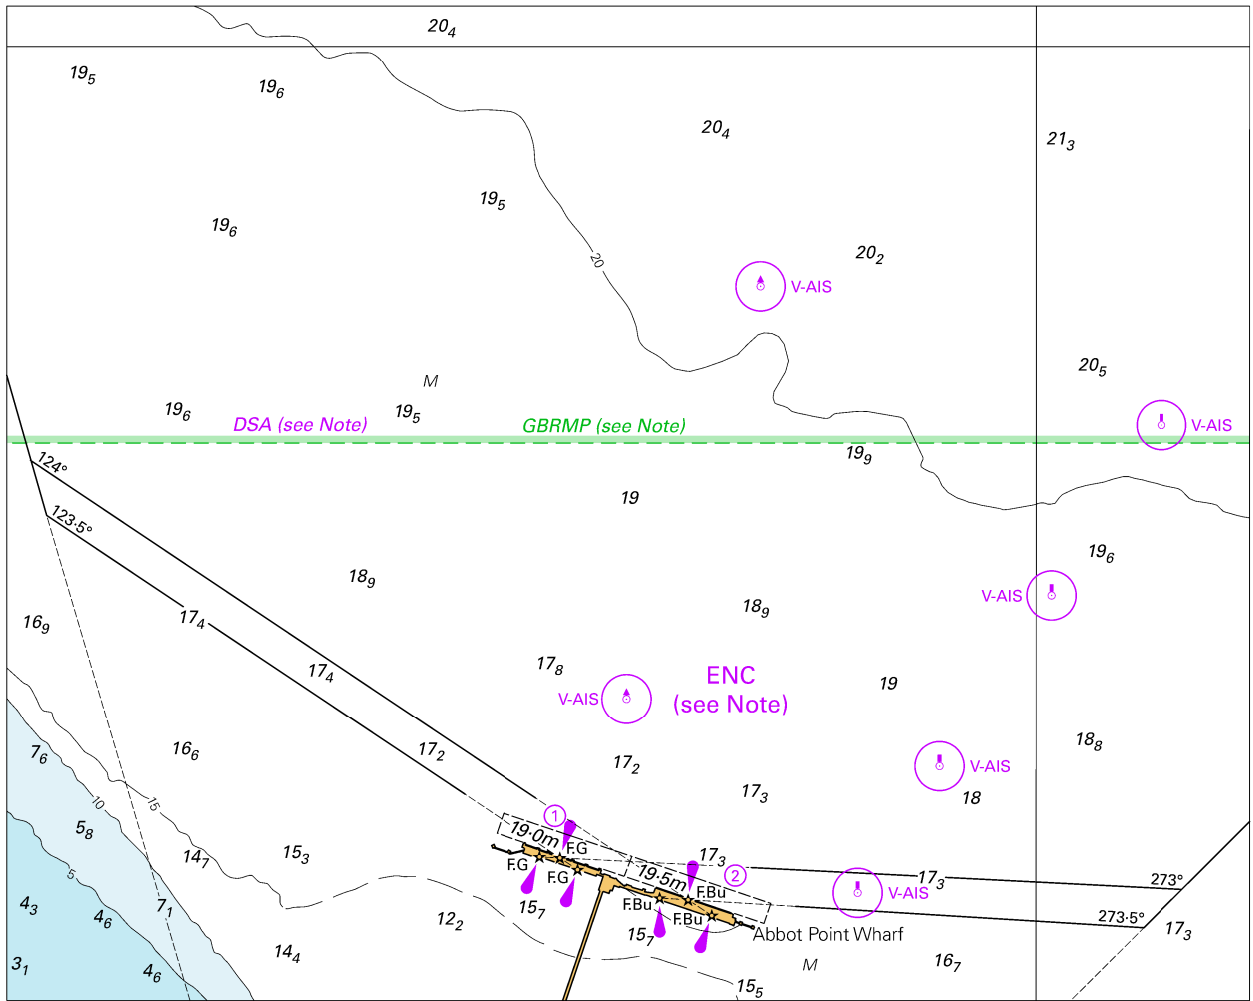 20₄
19₅
19₆
20₄
21₃
19₅
19₆
20₂
20
V-AIS
20₅
M
19₆
19₅
DSA (see Note)
GBRMP (see Note)
V-AIS
19₉
124°
19
123·5°
19₆
18₉
V-AIS
18₉
17₄
16₉
17₈
17₄
ENC
(see Note)
19
V-AIS
18₈
16₆
17₂
7₆
17₂
V-AIS
17₃
18
10
15
1
5₈
19·0m
F.G
15₃
14₇
17₃
F.G
F.G
19·5m
2
17₃
273°
5
V-AIS
F.Bu
4₃
7₁
15₇
F.Bu
4₆
12₂
F.Bu
273·5°
17₃
15₇
Abbot Point Wharf
14₄
16₇
3₁
4₆
M
15₅